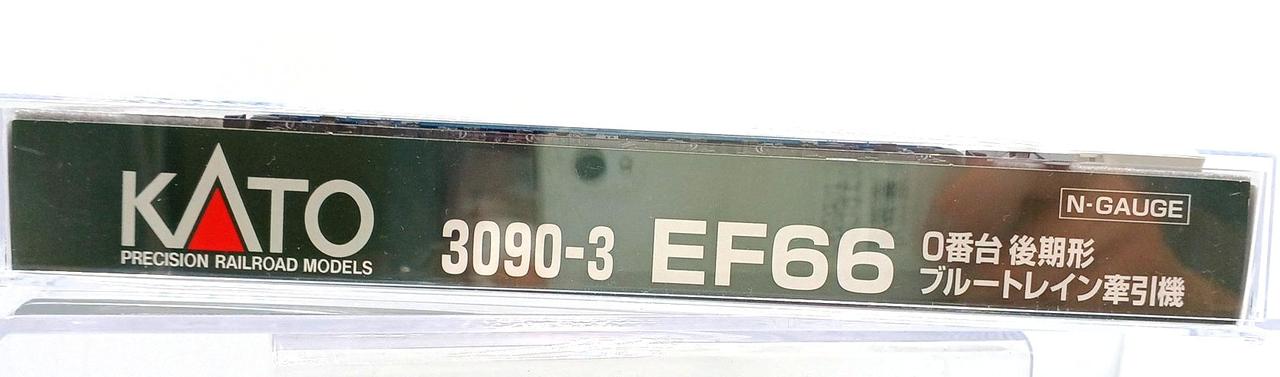 KATO
PRECISION RAILROAD MODELS
3090-3 EF66
N-GAUGE
0番台 後期形
ブルートレイン牽引機